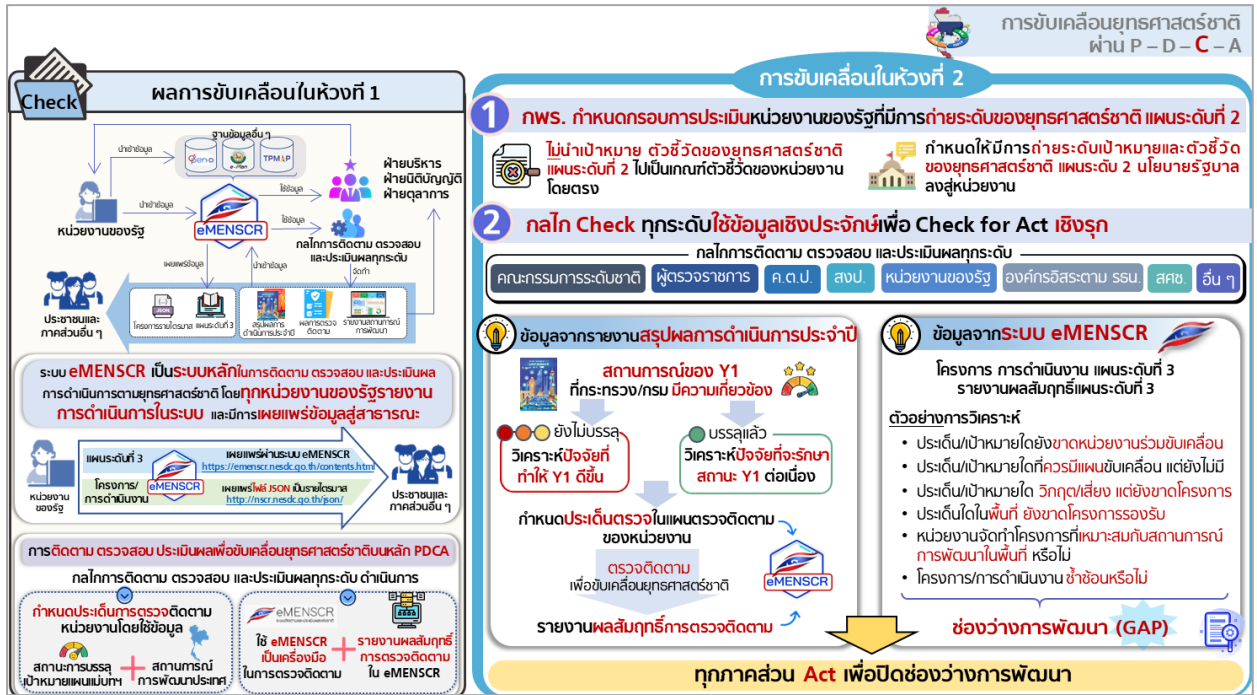 การขับเคลื่อนยุทธศาสตร์ชาติ
ผ่าน P – D – C – A
Check
ผลการขับเคลื่อนในห้วงที่ 1
ฐานข้อมูลอื่น ๆ
นำเข้าข้อมูล
TPMAP
ฝ่ายบริหาร
ฝ่ายนิติบัญญัติ
ฝ่ายตุลาการ
ใช้ข้อมูล
นำเข้าข้อมูล
eMENSCR
ใช้ข้อมูล
หน่วยงานของรัฐ
กลไกการติดตาม ตรวจสอบ
และประเมินผลทุกระดับ
เผยแพร่ข้อมูล
นำเข้าข้อมูล
จัดทำ
JSON
โครงการรายไตรมาส
แผนระดับที่ 3
สรุปผลการ
ดำเนินการประจำปี
ผลการตรวจ
ติดตาม
รายงานสถานการณ์
การพัฒนา
ประชาชนและ
ภาคส่วนอื่น ๆ
ระบบ eMENSCR เป็นระบบหลักในการติดตาม ตรวจสอบ และประเมินผล
การดำเนินการตามยุทธศาสตร์ชาติ โดยทุกหน่วยงานของรัฐรายงาน
การดำเนินการในระบบ และมีการเผยแพร่ข้อมูลสู่สาธารณะ
แผนระดับที่ 3
เผยแพร่ผ่านระบบ eMENSCR
https://emenscr.nesdc.go.th/contents.html
eMENSCR
โครงการ/
การดำเนินงาน
เผยแพร่ไฟล์ JSON เป็นรายไตรมาส
http://nscr.nesdc.go.th/json/
หน่วยงาน
ของรัฐ
ประชาชนและ
ภาคส่วนอื่น ๆ
การติดตาม ตรวจสอบ ประเมินผลเพื่อขับเคลื่อนยุทธศาสตร์ชาติบนหลัก PDCA
กลไกการติดตาม ตรวจสอบ และประเมินผลทุกระดับ ดำเนินการ
กำหนดประเด็นการตรวจติดตาม
หน่วยงานโดยใช้ข้อมูล
สถานะการบรรลุ
เป้าหมายแผนแม่บทฯ
สถานการณ์
การพัฒนาประเทศ
eMENSCR
ใช้ eMENSCR
เป็นเครื่องมือ
ในการตรวจติดตาม
รายงานผลสัมฤทธิ์
การตรวจติดตาม
ใน eMENSCR
การขับเคลื่อนในห้วงที่ 2
1 กพร. กำหนดกรอบการประเมินหน่วยงานของรัฐที่มีการถ่ายระดับของยุทธศาสตร์ชาติ แผนระดับที่ 2
ไม่นำเป้าหมาย ตัวชี้วัดของยุทธศาสตร์ชาติ
แผนระดับที่ 2 ไปเป็นเกณฑ์ตัวชี้วัดของหน่วยงาน
โดยตรง
กำหนดให้มีการถ่ายระดับเป้าหมายและตัวชี้วัด
ของยุทธศาสตร์ชาติ แผนระดับ 2 นโยบายรัฐบาล
ลงสู่หน่วยงาน
2 กลไก Check ทุกระดับใช้ข้อมูลเชิงประจักษ์เพื่อ Check for Act เชิงรุก
กลไกการติดตาม ตรวจสอบ และประเมินผลทุกระดับ
คณะกรรมการระดับชาติ
ผู้ตรวจราชการ
ค.ต.ป.
สงป.
หน่วยงานของรัฐ
องค์กรอิสระตาม รธน.
สศช.
อื่น ๆ
ข้อมูลจากรายงานสรุปผลการดำเนินการประจำปี
สถานการณ์ของ Y1
ที่กระทรวง/กรม มีความเกี่ยวข้อง
ยังไม่บรรลุ
วิเคราะห์ปัจจัยที่
ทำให้ Y1 ดีขึ้น
บรรลุแล้ว
วิเคราะห์ปัจจัยที่จะรักษา
สถานะ Y1 ต่อเนื่อง
กำหนดประเด็นตรวจในแผนตรวจติดตาม
ของหน่วยงาน
ตรวจติดตาม
เพื่อขับเคลื่อนยุทธศาสตร์ชาติ
eMENSCR
รายงานผลสัมฤทธิ์การตรวจติดตาม
ข้อมูลจากระบบ eMENSCR
โครงการ การดำเนินงาน แผนระดับที่ 3
รายงานผลสัมฤทธิ์แผนระดับที่ 3
ตัวอย่างการวิเคราะห์
• ประเด็น/เป้าหมายใดยังขาดหน่วยงานร่วมขับเคลื่อน
• ประเด็น/เป้าหมายใดที่ควรมีแผนขับเคลื่อน แต่ยังไม่มี
• ประเด็น/เป้าหมายใด วิกฤต/เสี่ยง แต่ยังขาดโครงการ
• ประเด็นใดในพื้นที่ ยังขาดโครงการรองรับ
• หน่วยงานจัดทำโครงการที่เหมาะสมกับสถานการณ์
การพัฒนาในพื้นที่ หรือไม่
• โครงการ/การดำเนินงาน ซ้ำซ้อนหรือไม่
ช่องว่างการพัฒนา (GAP)
ทุกภาคส่วน Act เพื่อปิดช่องว่างการพัฒนา